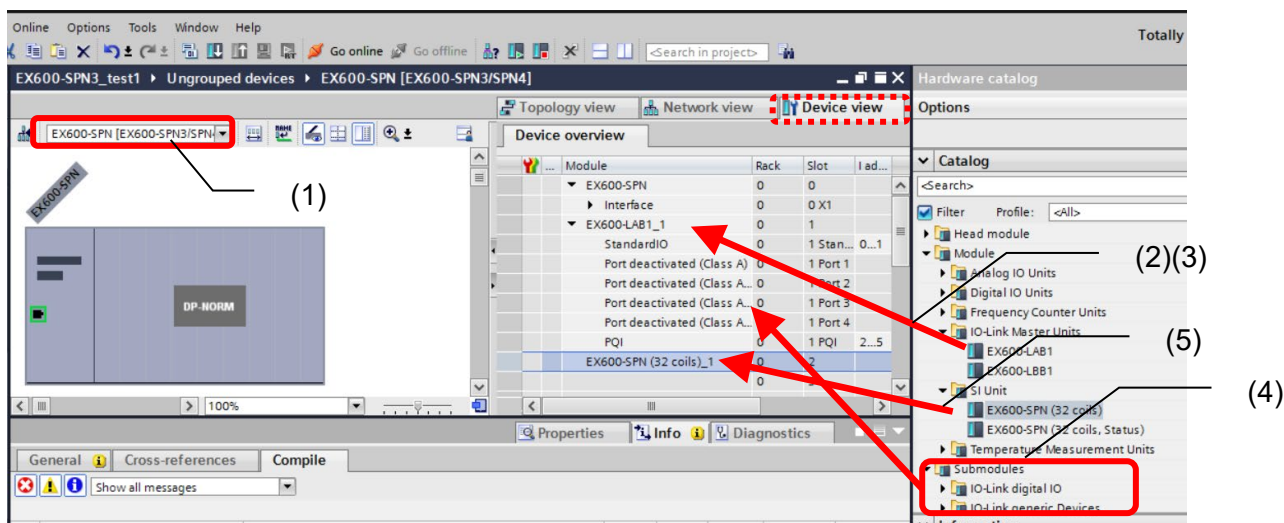 Online Options Tools Window Help
Totally
Go online Go offline <Search in project>
EX600-SPN3_test1 ▸ Ungrouped devices ▸ EX600-SPN [EX600-SPN3/SPN4]
Hardware catalog
Topology view Network view Device view
Options
EX600-SPN [EX600-SPN3/SPN
Device overview
... Module Rack Slot I ad...
Catalog
EX600-SPN 0 0
<Search>
EX600-SPN
(1)
Interface 0 0 X1
Filter Profile: <All>
EX600-LAB1_1 0 1
Head module
StandardIO 0 1 Stan... 0...1
Module
(2)(3)
Port deactivated (Class A) 0 1 Port 1
Analog IO Units
Port deactivated (Class A... 0 1 Port 2
Digital IO Units
DP-NORM
Port deactivated (Class A... 0 1 Port 3
Frequency Counter Units
Port deactivated (Class A... 1 Port 4
IO-Link Master Units
PQI 0 1 PQI 2...5
EX600-LAB1
(5)
EX600-SPN (32 coils)_1 0 2
EX600-LBB1
0
SI Unit
100%
EX600-SPN (32 coils)
(4)
Properties Info Diagnostics
EX600-SPN (32 coils, Status)
General Cross-references Compile
Temperature Measurement Units
Submodules
Show all messages
IO-Link digital IO
IO-Link generic Devices